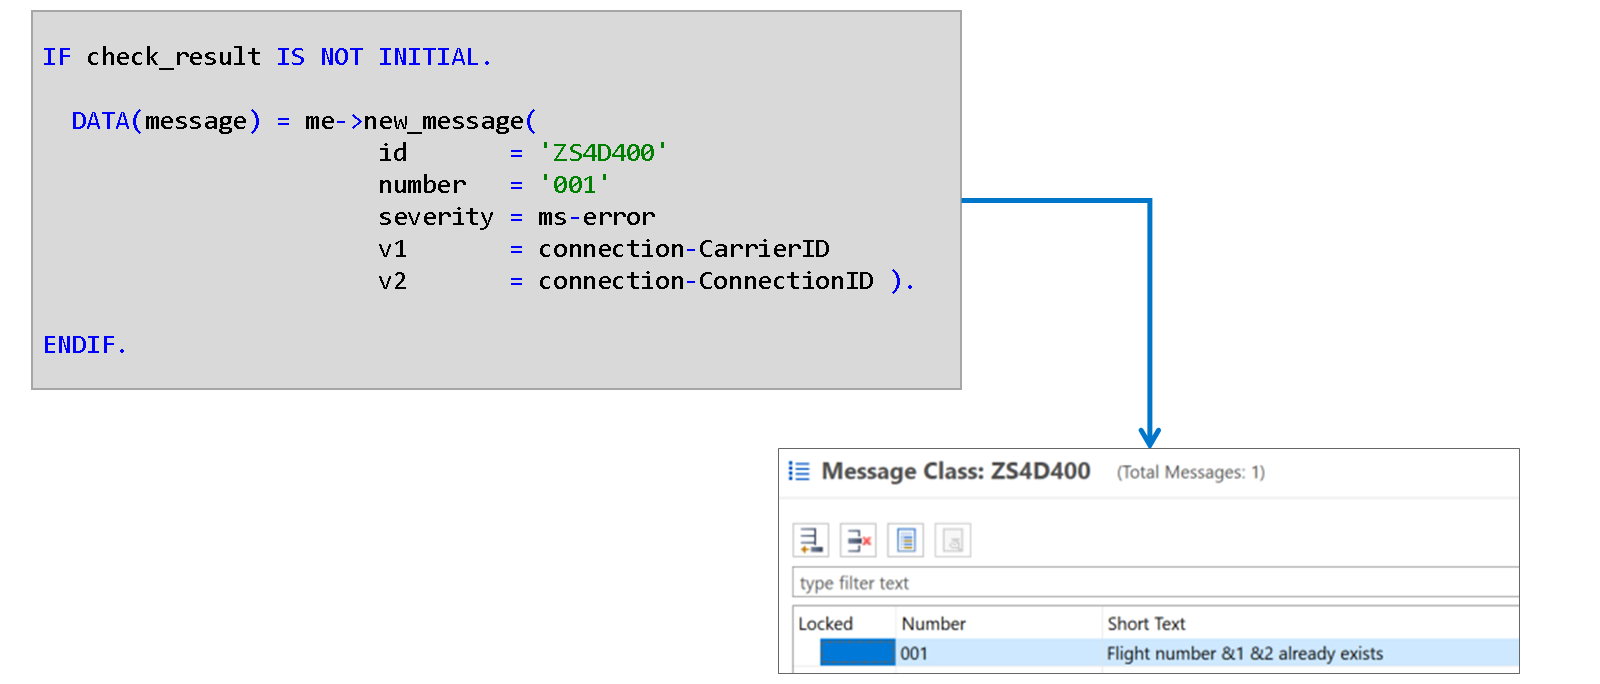 IF check_result IS NOT INITIAL.
DATA(message) = me->new_message(
id = 'ZS4D400'
number = '001'
severity = ms-error
v1 = connection-CarrierID
v2 = connection-ConnectionID ).
ENDIF.
Message Class: ZS4D400 (Total Messages: 1)
type filter text
Locked Number Short Text
001 Flight number &1 &2 already exists